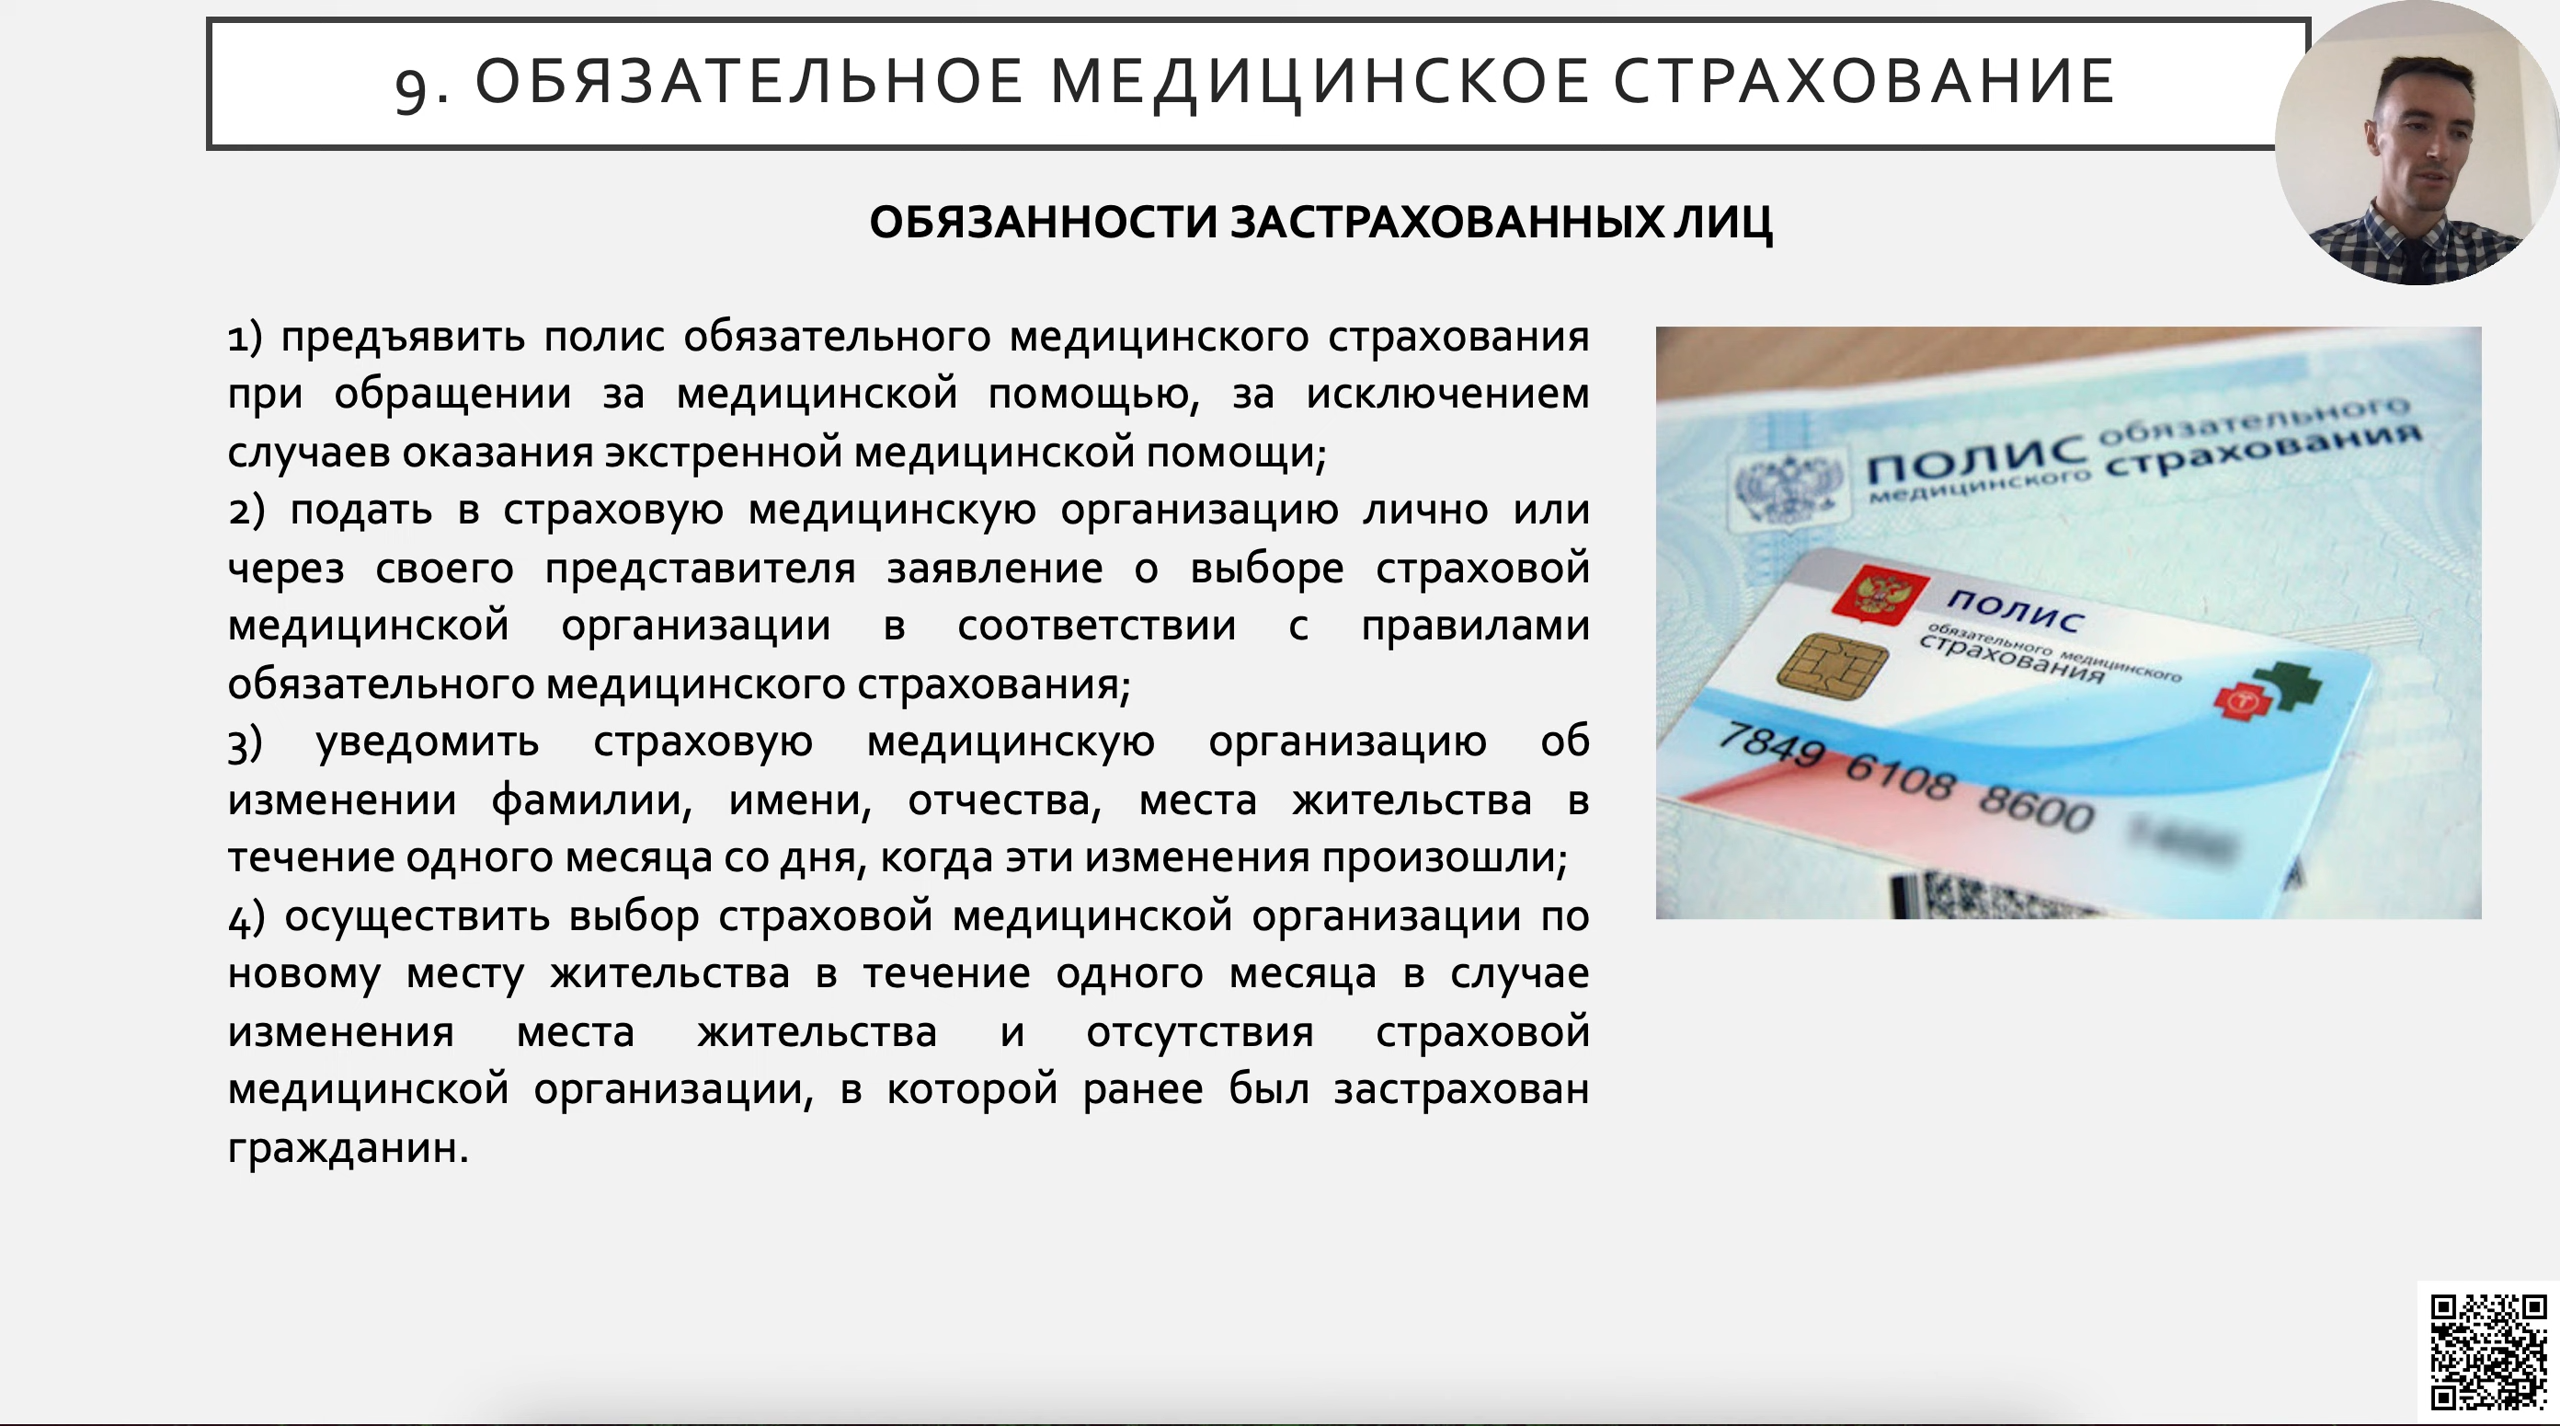 9. ОБЯЗАТЕЛЬНОЕ МЕДИЦИНСКОЕ СТРАХОВАНИЕ
ОБЯЗАННОСТИ ЗАСТРАХОВАННЫХ ЛИЦ
1) предъявить полис обязательного медицинского страхования
при обращении за медицинской помощью, за исключением
случаев оказания экстренной медицинской помощи;
2) подать в страховую медицинскую организацию лично или
через своего представителя заявление о выборе страховой
медицинской организации в соответствии с правилами
обязательного медицинского страхования;
3) уведомить страховую медицинскую организацию об
изменении фамилии, имени, отчества, места жительства в
течение одного месяца со дня, когда эти изменения произошли;
4) осуществить выбор страховой медицинской организации по
новому месту жительства в течение одного месяца в случае
изменения места жительства и отсутствия страховой
медицинской организации, в которой ранее был застрахован
гражданин.
ПОЛИС обязательного
медицинского страхования
ПОЛИС
обязательного медицинского
страхования
7849 6108 8600